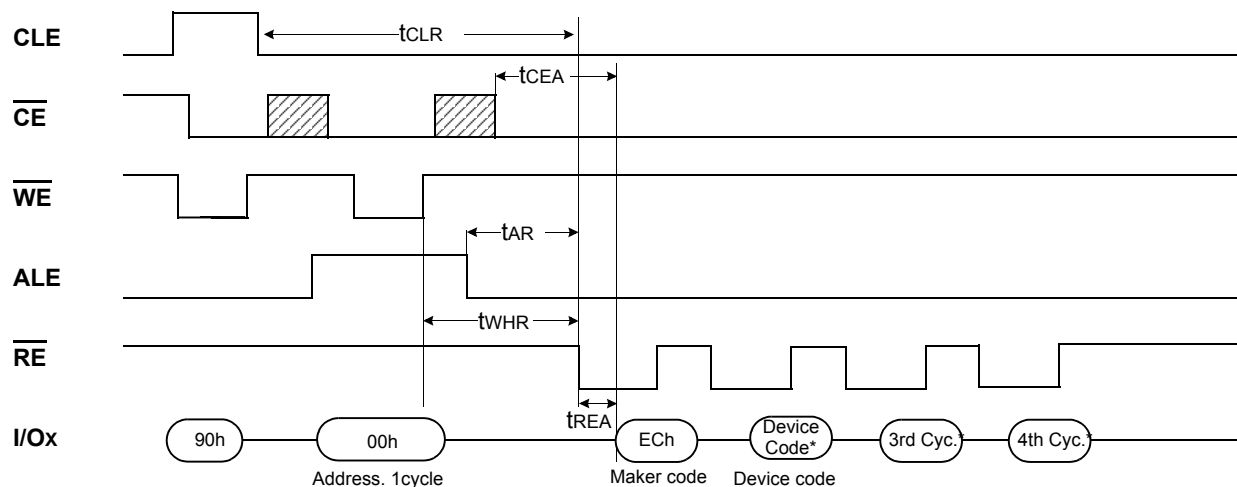 CLE
tCLR
tCEA
CE
WE
tAR
ALE
tWHR
RE
tREA
I/Ox
90h
00h
ECh
Device
Code*
3rd Cyc.*
4th Cyc.*
Address. 1cycle
Maker code
Device code